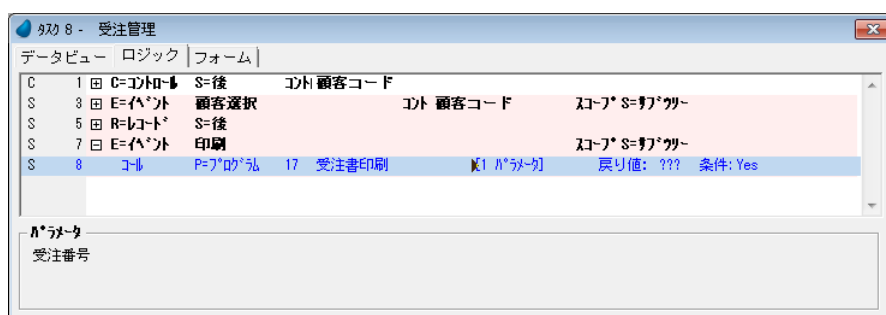 ﾀｽｸ 8 - 受注管理
データビュー ロジック フォーム
C 1 C=ｺﾝﾄﾛｰﾙ S=後 ｺﾝﾄ 顧客コード
S 3 E=ｲﾍﾞﾝﾄ 顧客選択 ｺﾝﾄ 顧客コード ｽｺｰﾌﾟ S=ｻﾌﾞﾂﾘｰ
S 5 R=ﾚｺｰﾄﾞ S=後
S 7 E=ｲﾍﾞﾝﾄ 印刷 ｽｺｰﾌﾟ S=ｻﾌﾞﾂﾘｰ
S 8 ｺｰﾙ P=ﾌﾟﾛｸﾞﾗﾑ 17 受注書印刷 [1 ﾊﾟﾗﾒｰﾀ] 戻り値: ??? 条件: Yes
ﾊﾟﾗﾒｰﾀ
受注番号